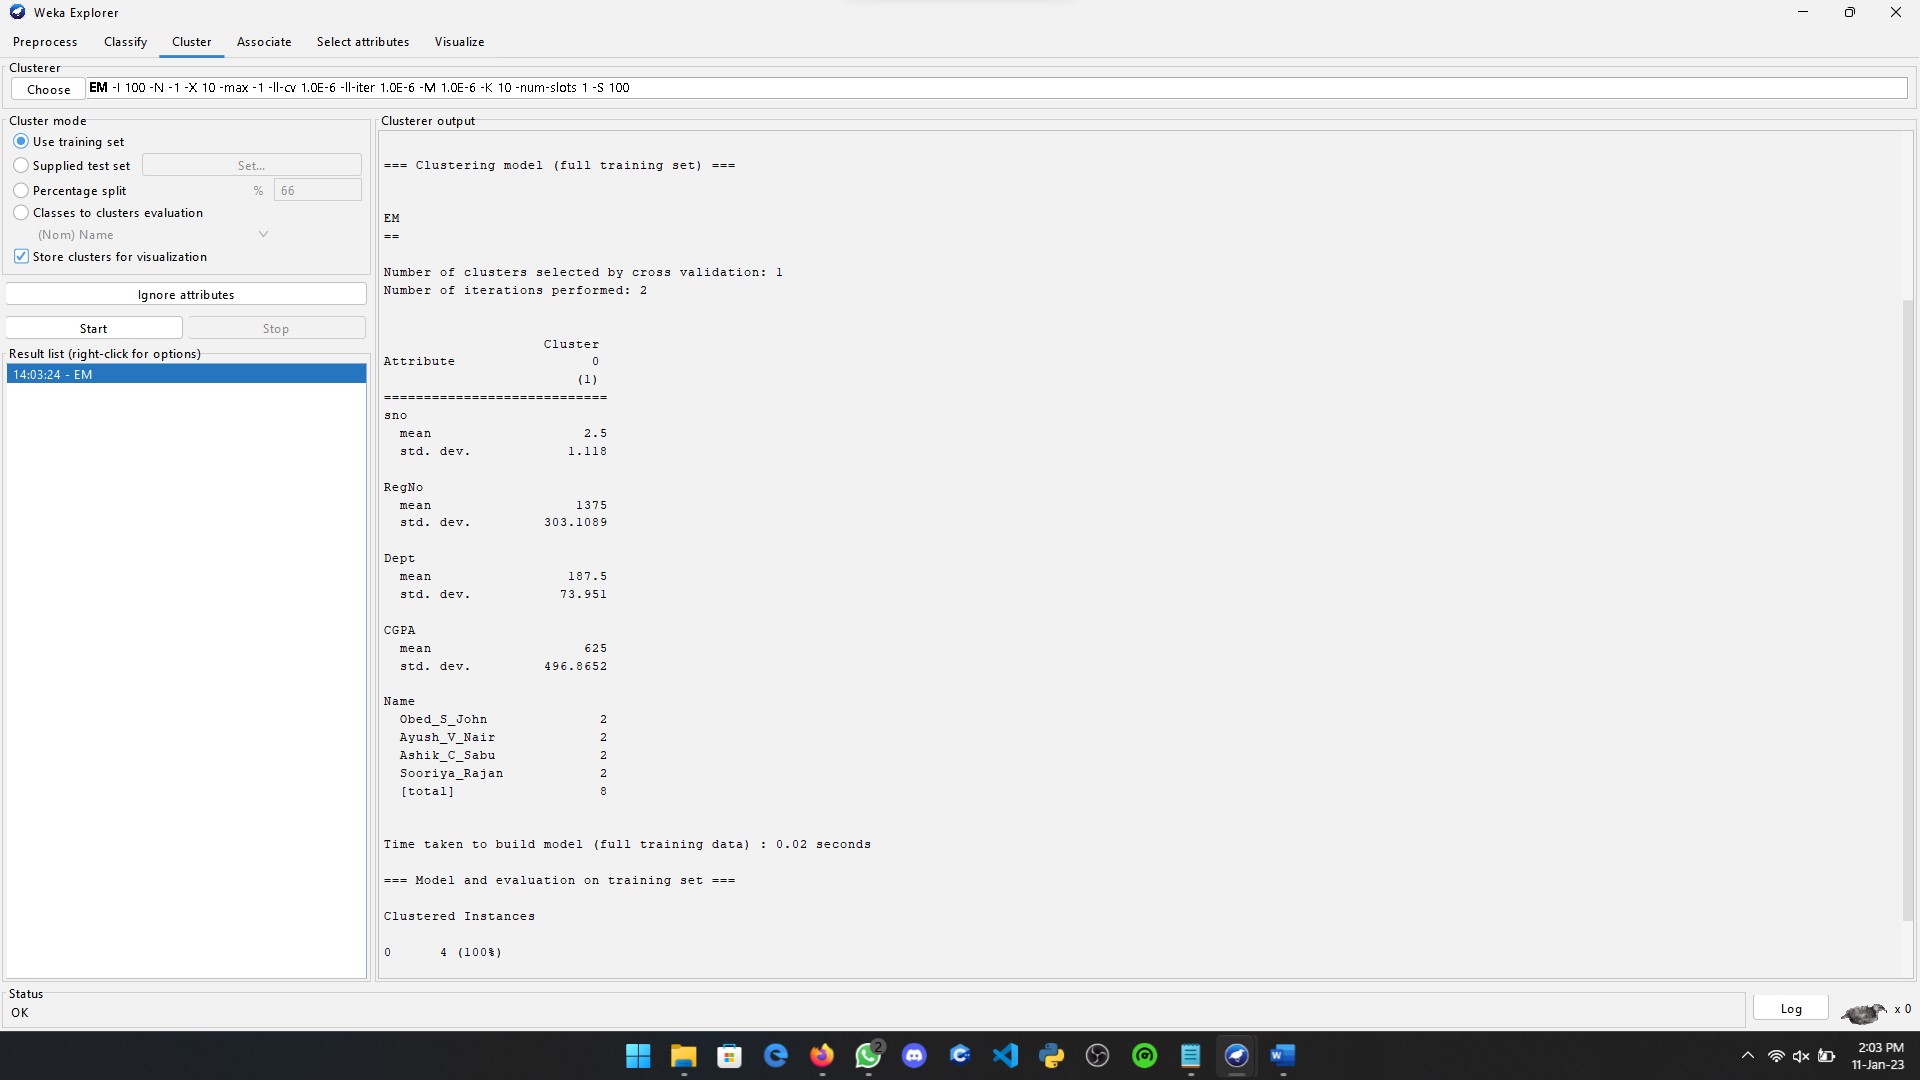 Weka Explorer
Preprocess Classify Cluster Associate Select attributes Visualize
Clusterer
Choose EM -I 100 -N -1 -X 10 -max -1 -ll-cv 1.0E-6 -ll-iter 1.0E-6 -M 1.0E-6 -K 10 -num-slots 1 -S 100
Cluster mode
Use training set
Supplied test set Set...
Percentage split % 66
Classes to clusters evaluation
(Nom) Name
Store clusters for visualization
Ignore attributes
Start Stop
Result list (right-click for options)
14:03:24 - EM
Clusterer output
=== Clustering model (full training set) ===
EM
==
Number of clusters selected by cross validation: 1
Number of iterations performed: 2
Cluster
Attribute 0
(1)
============================
sno
mean 2.5
std. dev. 1.118
RegNo
mean 1375
std. dev. 303.1089
Dept
mean 187.5
std. dev. 73.951
CGPA
mean 625
std. dev. 496.8652
Name
Obed_S_John 2
Ayush_V_Nair 2
Ashik_C_Sabu 2
Sooriya_Rajan 2
[total] 8
Time taken to build model (full training data) : 0.02 seconds
=== Model and evaluation on training set ===
Clustered Instances
0 4 (100%)
Status
OK
Log x 0
2
2:03 PM
11-Jan-23